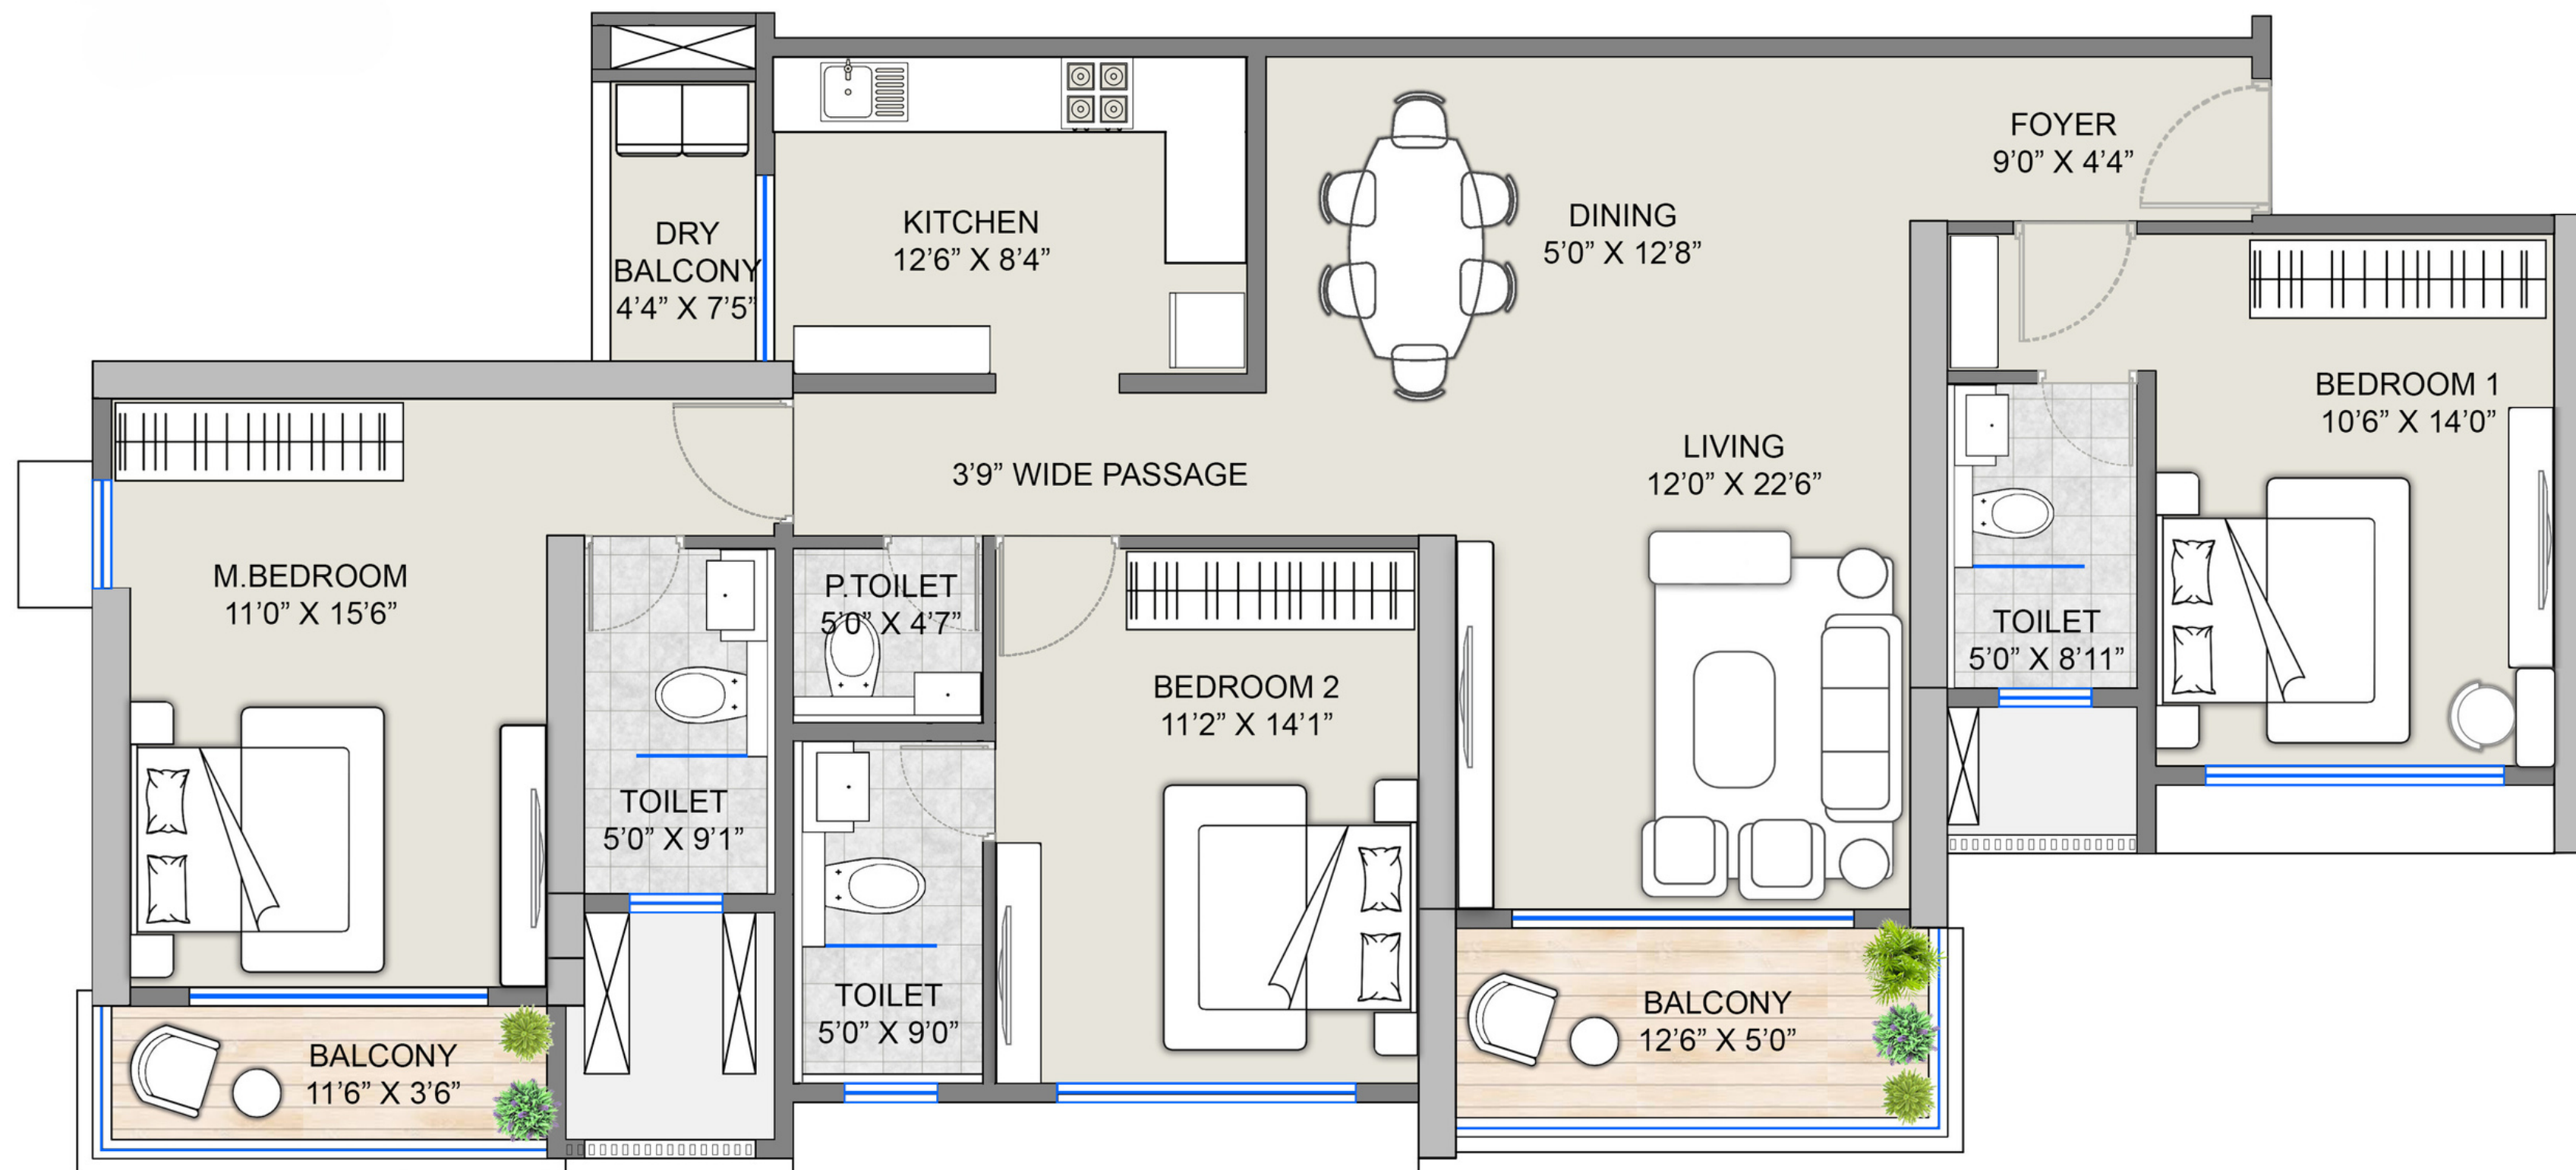 FOYER
9’0” X 4’4”
DINING
5’0” X 12’8”
KITCHEN
12’6” X 8’4”
DRY
BALCONY
4’4” X 7’5”
BEDROOM 1
10’6” X 14’0”
LIVING
12’0” X 22’6”
3’9” WIDE PASSAGE
M.BEDROOM
11’0” X 15’6”
P.TOILET
5’0” X 4’7”
TOILET
5’0” X 8’11”
BEDROOM 2
11’2” X 14’1”
TOILET
5’0” X 9’1”
TOILET
5’0” X 9’0”
BALCONY
12’6” X 5’0”
BALCONY
11’6” X 3’6”